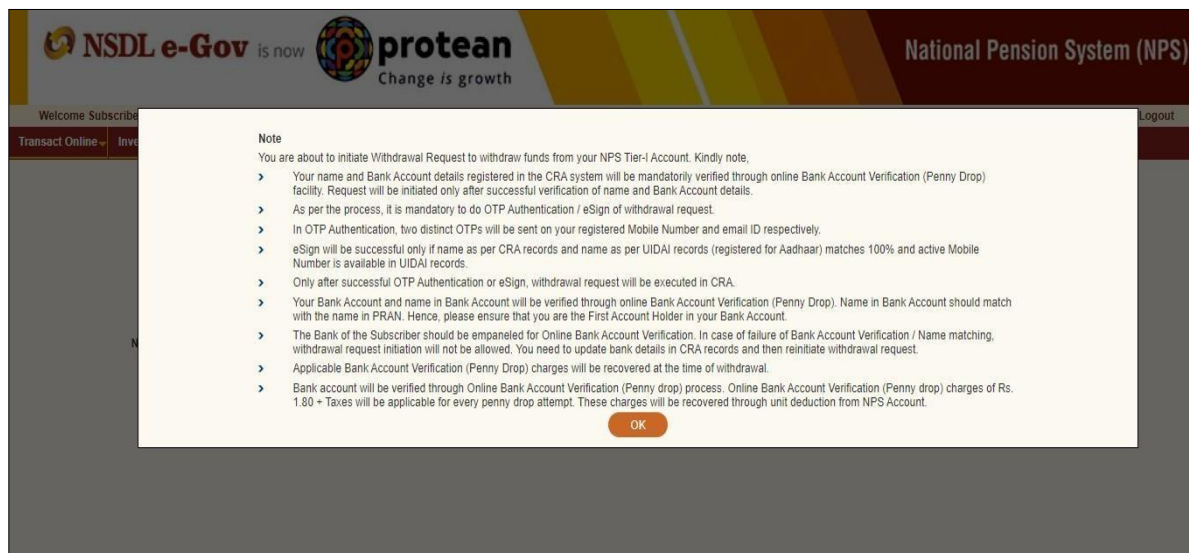 NSDL e-Gov is now protean
Change is growth
National Pension System (NPS)
Welcome Subscribe
Logout
Transact Online
Inve
Note
You are about to initiate Withdrawal Request to withdraw funds from your NPS Tier-I Account. Kindly note,
Your name and Bank Account details registered in the CRA system will be mandatorily verified through online Bank Account Verification (Penny Drop)
facility. Request will be initiated only after successful verification of name and Bank Account details.
As per the process, it is mandatory to do OTP Authentication / eSign of withdrawal request.
In OTP Authentication, two distinct OTPs will be sent on your registered Mobile Number and email ID respectively.
eSign will be successful only if name as per CRA records and name as per UIDAI records (registered for Aadhaar) matches 100% and active Mobile
Number is available in UIDAI records.
Only after successful OTP Authentication or eSign, withdrawal request will be executed in CRA.
Your Bank Account and name in Bank Account will be verified through online Bank Account Verification (Penny Drop). Name in Bank Account should match
with the name in PRAN. Hence, please ensure that you are the First Account Holder in your Bank Account.
N
The Bank of the Subscriber should be empaneled for Online Bank Account Verification. In case of failure of Bank Account Verification / Name matching,
withdrawal request initiation will not be allowed. You need to update bank details in CRA records and then reinitiate withdrawal request.
Applicable Bank Account Verification (Penny Drop) charges will be recovered at the time of withdrawal.
Bank account will be verified through Online Bank Account Verification (Penny drop) process. Online Bank Account Verification (Penny drop) charges of Rs.
1.80 + Taxes will be applicable for every penny drop attempt. These charges will be recovered through unit deduction from NPS Account.
OK